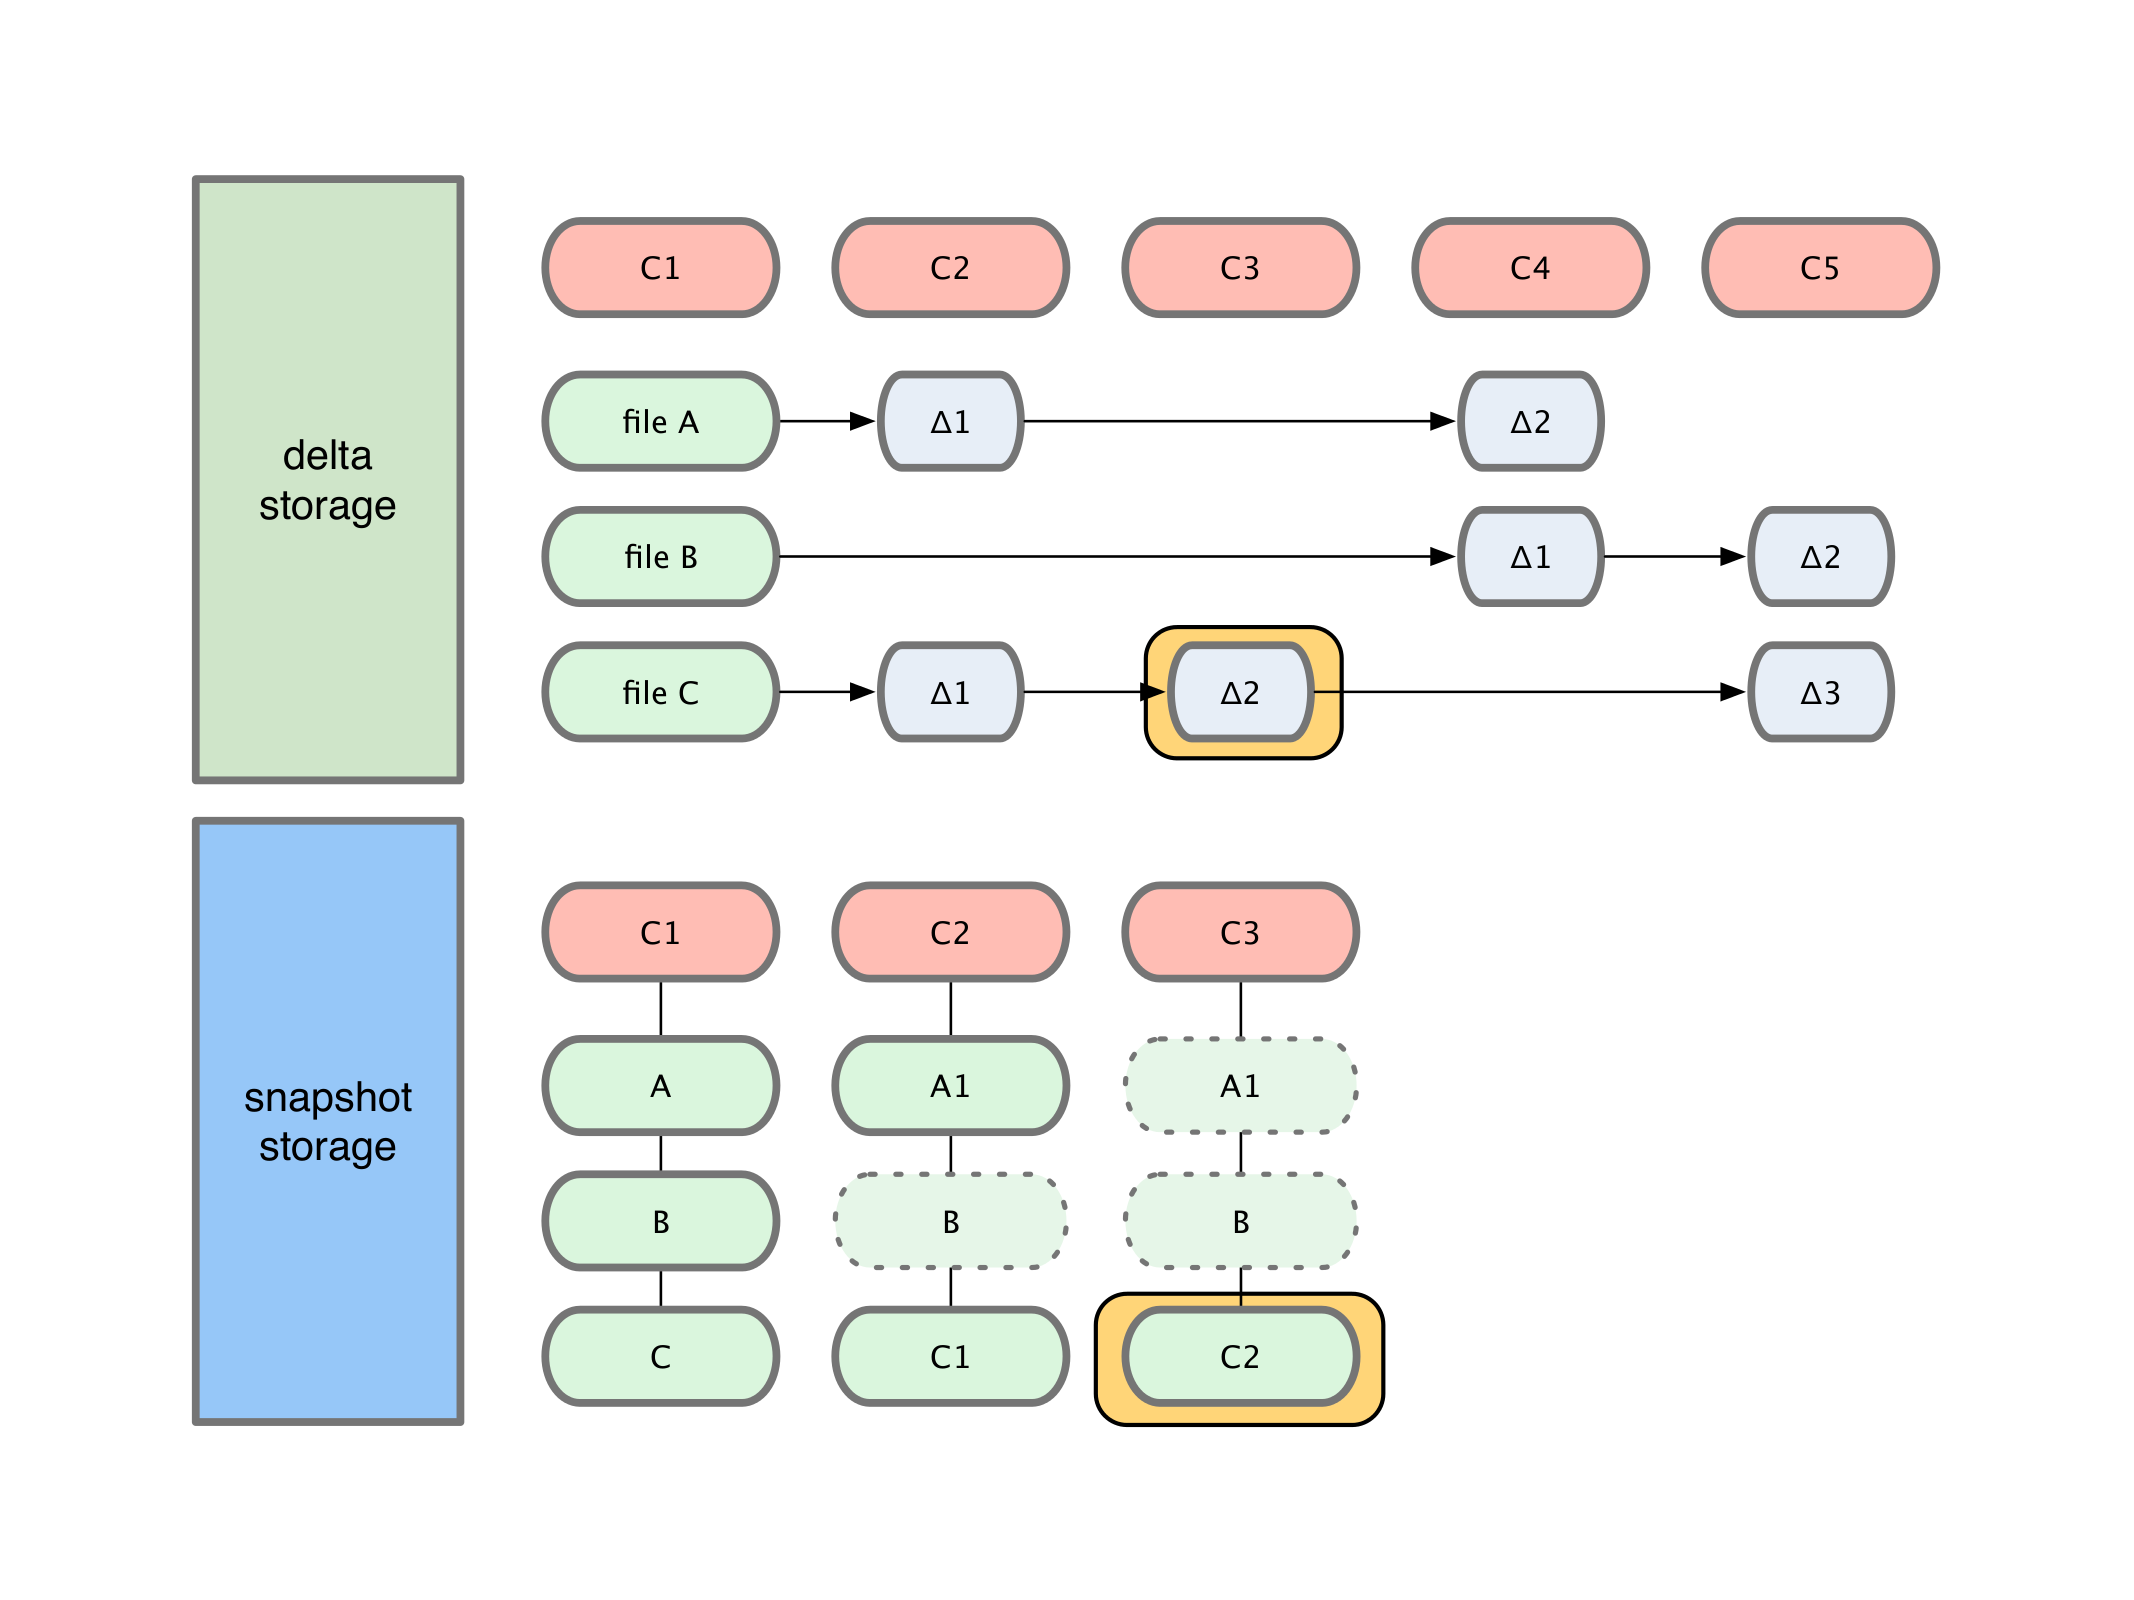 delta
storage
C1 C2 C3 C4 C5
file A Δ1 Δ2
file B Δ1 Δ2
file C Δ1 Δ2 Δ3
snapshot
storage
C1 C2 C3
A A1 A1
B B B
C C1 C2